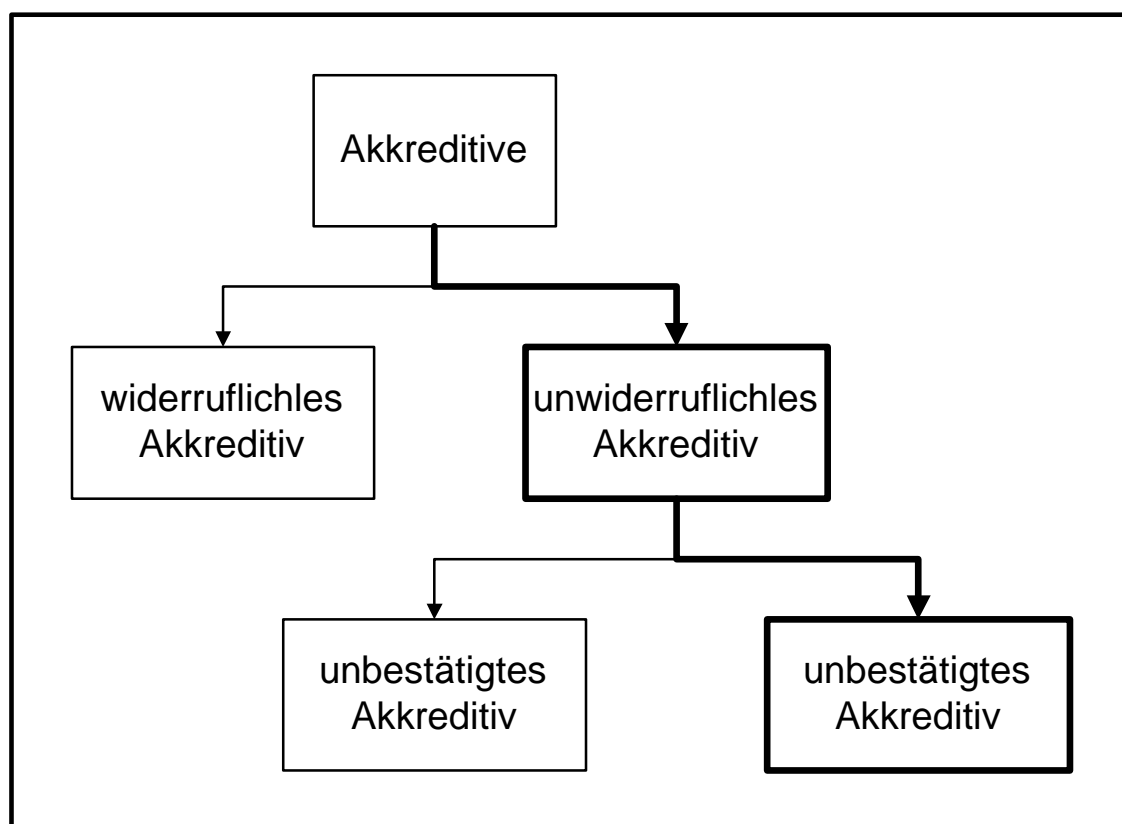 Akkreditive
widerruflichles
Akkreditiv
unwiderruflichles
Akkreditiv
unbestätigtes
Akkreditiv
unbestätigtes
Akkreditiv